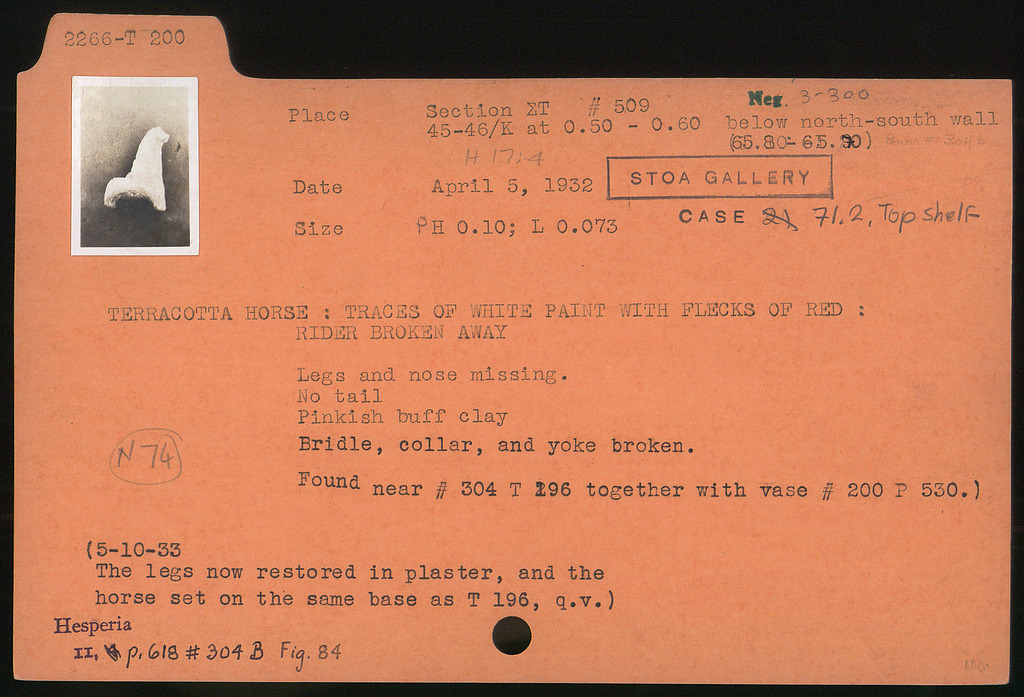 2266-T 200
Place Section ΣT # 509 Neg. 3-300
45-46/K at 0.50 - 0.60 below north-south wall
(65.80-65.90)
H 17:4
Date April 5, 1932 STOA GALLERY
CASE 21 71.2, Top shelf
Size PH 0.10; L 0.073
TERRACOTTA HORSE : TRACES OF WHITE PAINT WITH FLECKS OF RED :
RIDER BROKEN AWAY
Legs and nose missing.
No tail
Pinkish buff clay
Bridle, collar, and yoke broken.
N 74
Found near # 304 T 196 together with vase # 200 P 530.)
(5-10-33
The legs now restored in plaster, and the
horse set on the same base as T 196, q.v.)
Hesperia
II, 4 p. 618 # 304 B Fig. 84